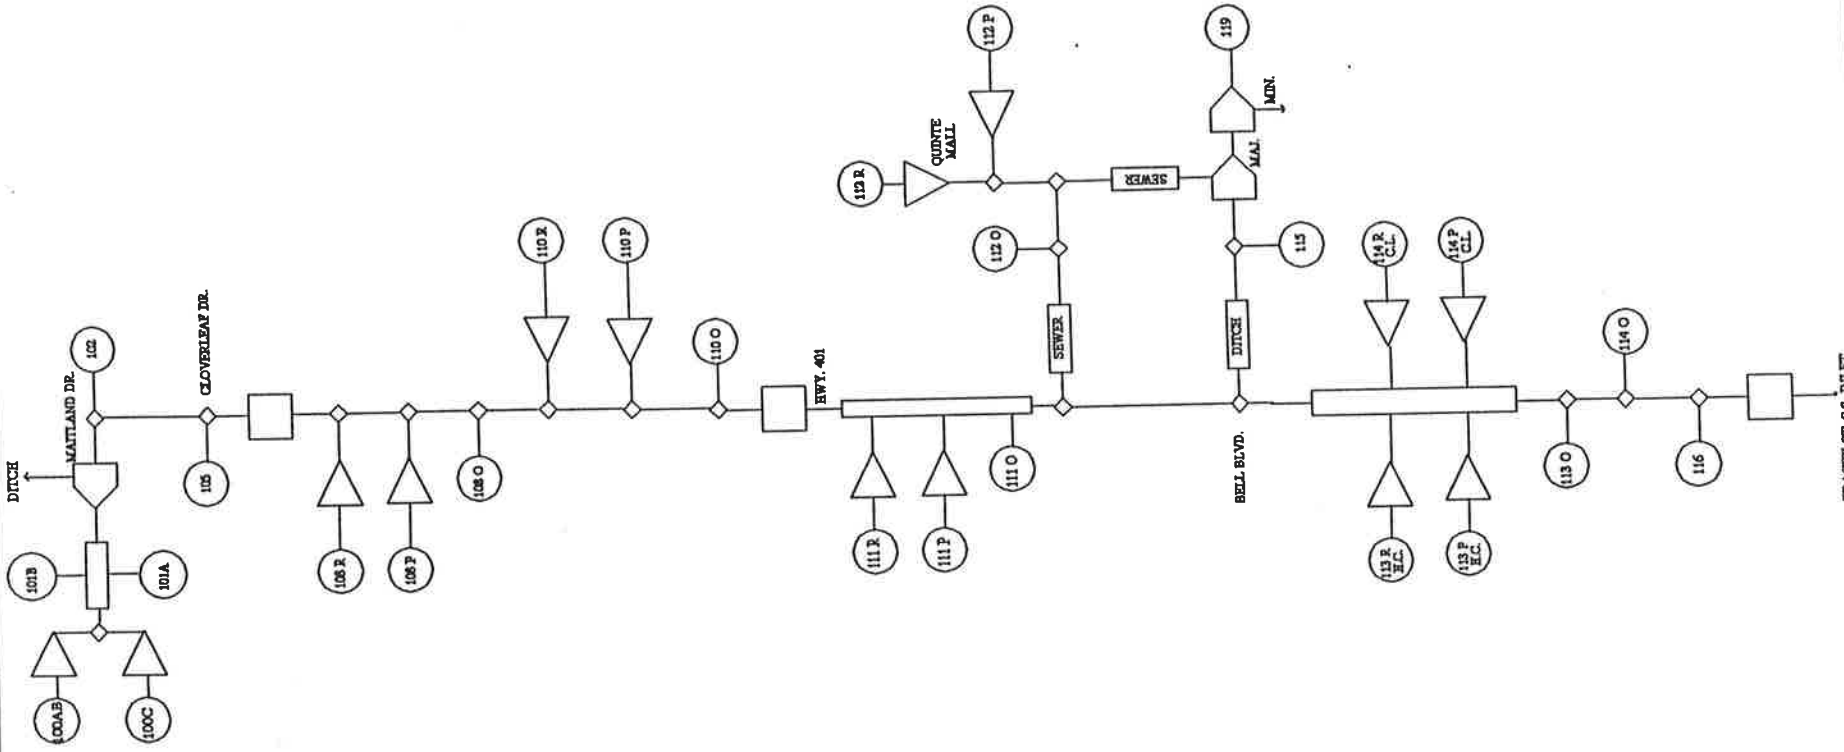 DITCH
MAITLAND DR.
102
CLOVERLEAF DR.
105
101B
101A
100AB
100C
108 R
108 P
108 O
110 R
110 P
110 O
HWY. 401
111 R
111 P
111 O
112 R
QUINTE
MALL
112 P
112 O
SEWER
SEWER
MAJ.
MIN.
119
115
DITCH
BELL BLVD.
114 R
C.L.
114 P
C.L.
113 R
H.C.
113 P
H.C.
113 O
114 O
116